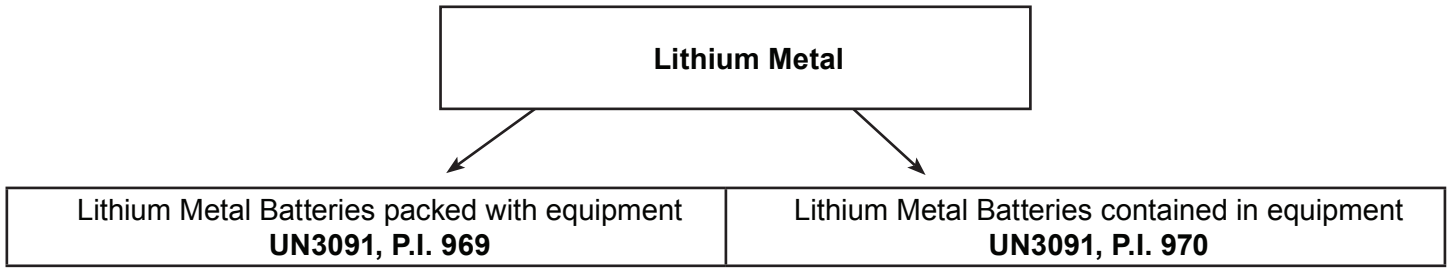 Lithium Metal
Lithium Metal Batteries packed with equipment
UN3091, P.I. 969
Lithium Metal Batteries contained in equipment
UN3091, P.I. 970